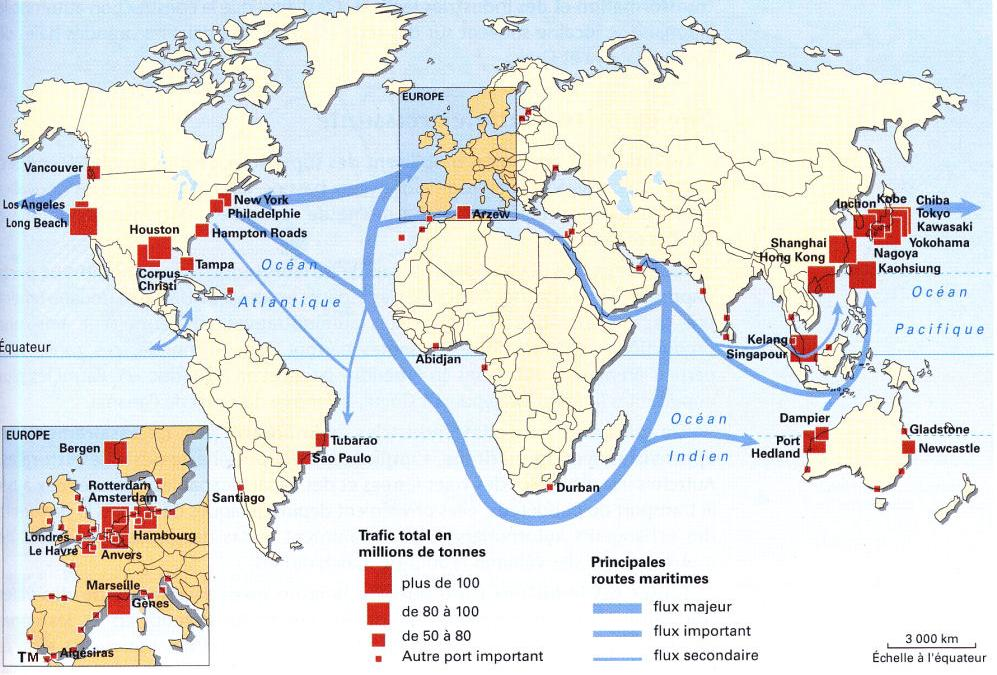 EUROPE
Vancouver
Los Angeles
Long Beach
New York
Philadelphie
Houston
Hampton Roads
Corpus
Christi
Tampa
Océan
Atlantique
Équateur
Arzew
Abidjan
Inchon
Kobe
Chiba
Tokyo
Kawasaki
Yokohama
Nagoya
Shanghai
Hong Kong
Kaohsiung
Océan
Pacifique
Kelang
Singapour
Océan
Indien
Dampier
Port
Hedland
Gladstone
Newcastle
Tubarao
Sao Paulo
Santiago
Durban
EUROPE
Bergen
Rotterdam
Amsterdam
Londres
Le Havre
Hambourg
Anvers
Marseille
Gênes
Algésiras
TM
Trafic total en
millions de tonnes
plus de 100
de 80 à 100
de 50 à 80
Autre port important
Principales
routes maritimes
flux majeur
flux important
flux secondaire
3 000 km
Échelle à l'équateur